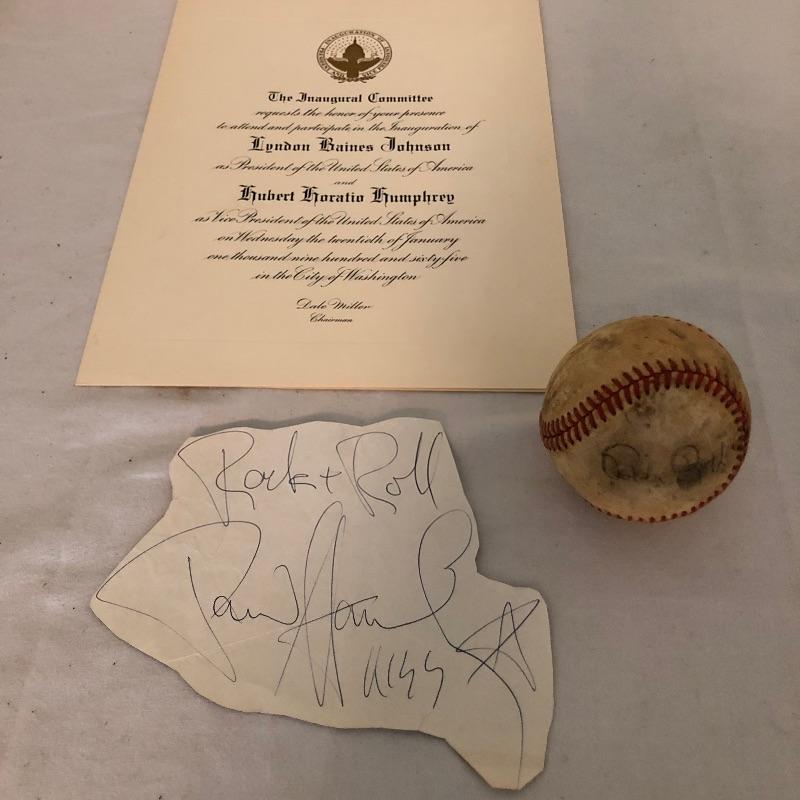 The Inaugural Committee
requests the honor of your presence
to attend and participate in the Inauguration of
Lyndon Baines Johnson
as President of the United States of America
and
Hubert Horatio Humphrey
as Vice President of the United States of America
on Wednesday the twentieth of January
one thousand nine hundred and sixty-five
in the City of Washington
Dale Miller
Chairman
Rock + Roll
Paul